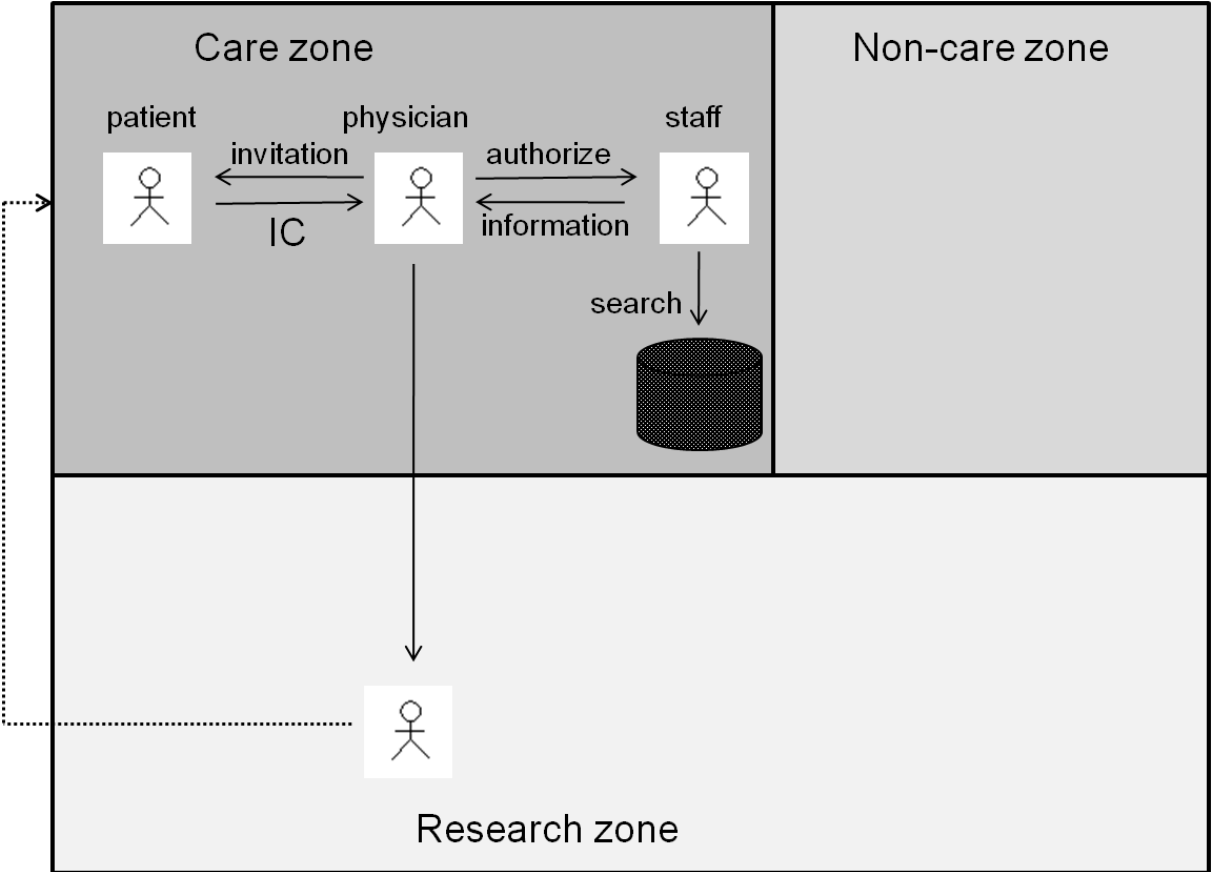 Care zone
Non-care zone
patient
physician
staff
invitation
authorize
IC
information
search
Research zone